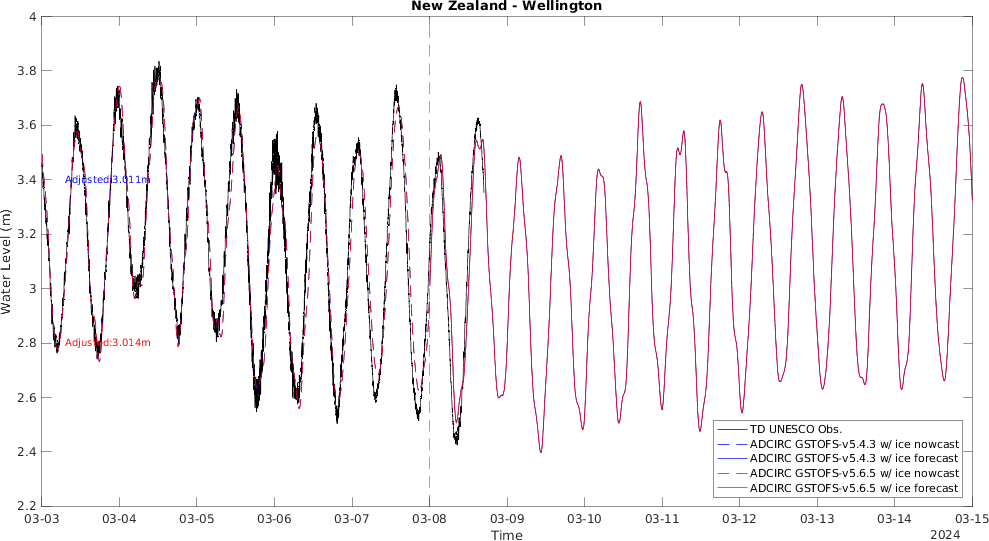 New Zealand - Wellington
4
3.8
3.6
3.4
3.2
3
2.8
2.6
2.4
2.2
Water Level (m)
Adjusted:3.011m
Adjusted:3.014m
TD UNESCO Obs.
ADCIRC GSTOFS-v5.4.3 w/ ice nowcast
ADCIRC GSTOFS-v5.4.3 w/ ice forecast
ADCIRC GSTOFS-v5.6.5 w/ ice nowcast
ADCIRC GSTOFS-v5.6.5 w/ ice forecast
03-03 03-04 03-05 03-06 03-07 03-08 03-09 03-10 03-11 03-12 03-13 03-14 03-15
Time
2024